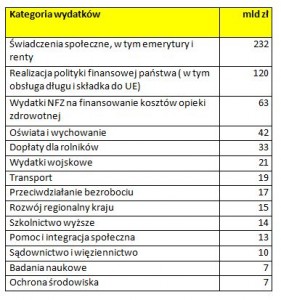 Kategoria wydatków mld zł
Świadczenia społeczne, w tym emerytury i
renty 232
Realizacja polityki finansowej państwa ( w tym
obsługa długu i składka do UE) 120
Wydatki NFZ na finansowanie kosztów opieki
zdrowotnej 63
Oświata i wychowanie 42
Dopłaty dla rolników 33
Wydatki wojskowe 21
Transport 19
Przeciwdziałanie bezrobociu 17
Rozwój regionalny kraju 15
Szkolnictwo wyższe 14
Pomoc i integracja społeczna 13
Sądownictwo i więziennictwo 10
Badania naukowe 7
Ochrona środowiska 7